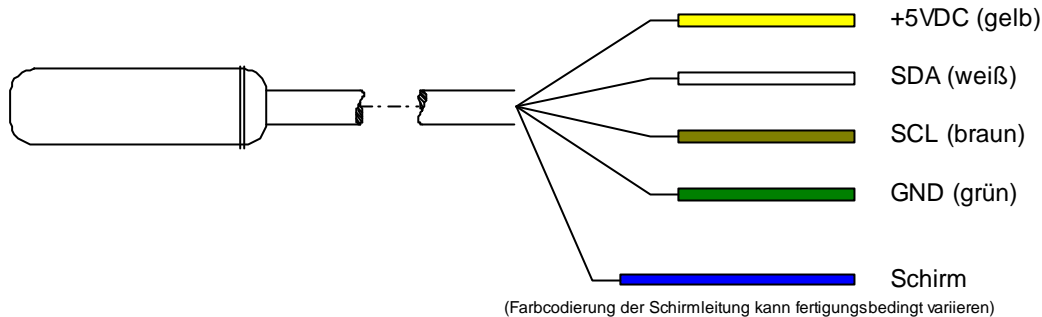 +5VDC (gelb)
SDA (weiß)
SCL (braun)
GND (grün)
Schirm
(Farbcodierung der Schirmleitung kann fertigungsbedingt variieren)